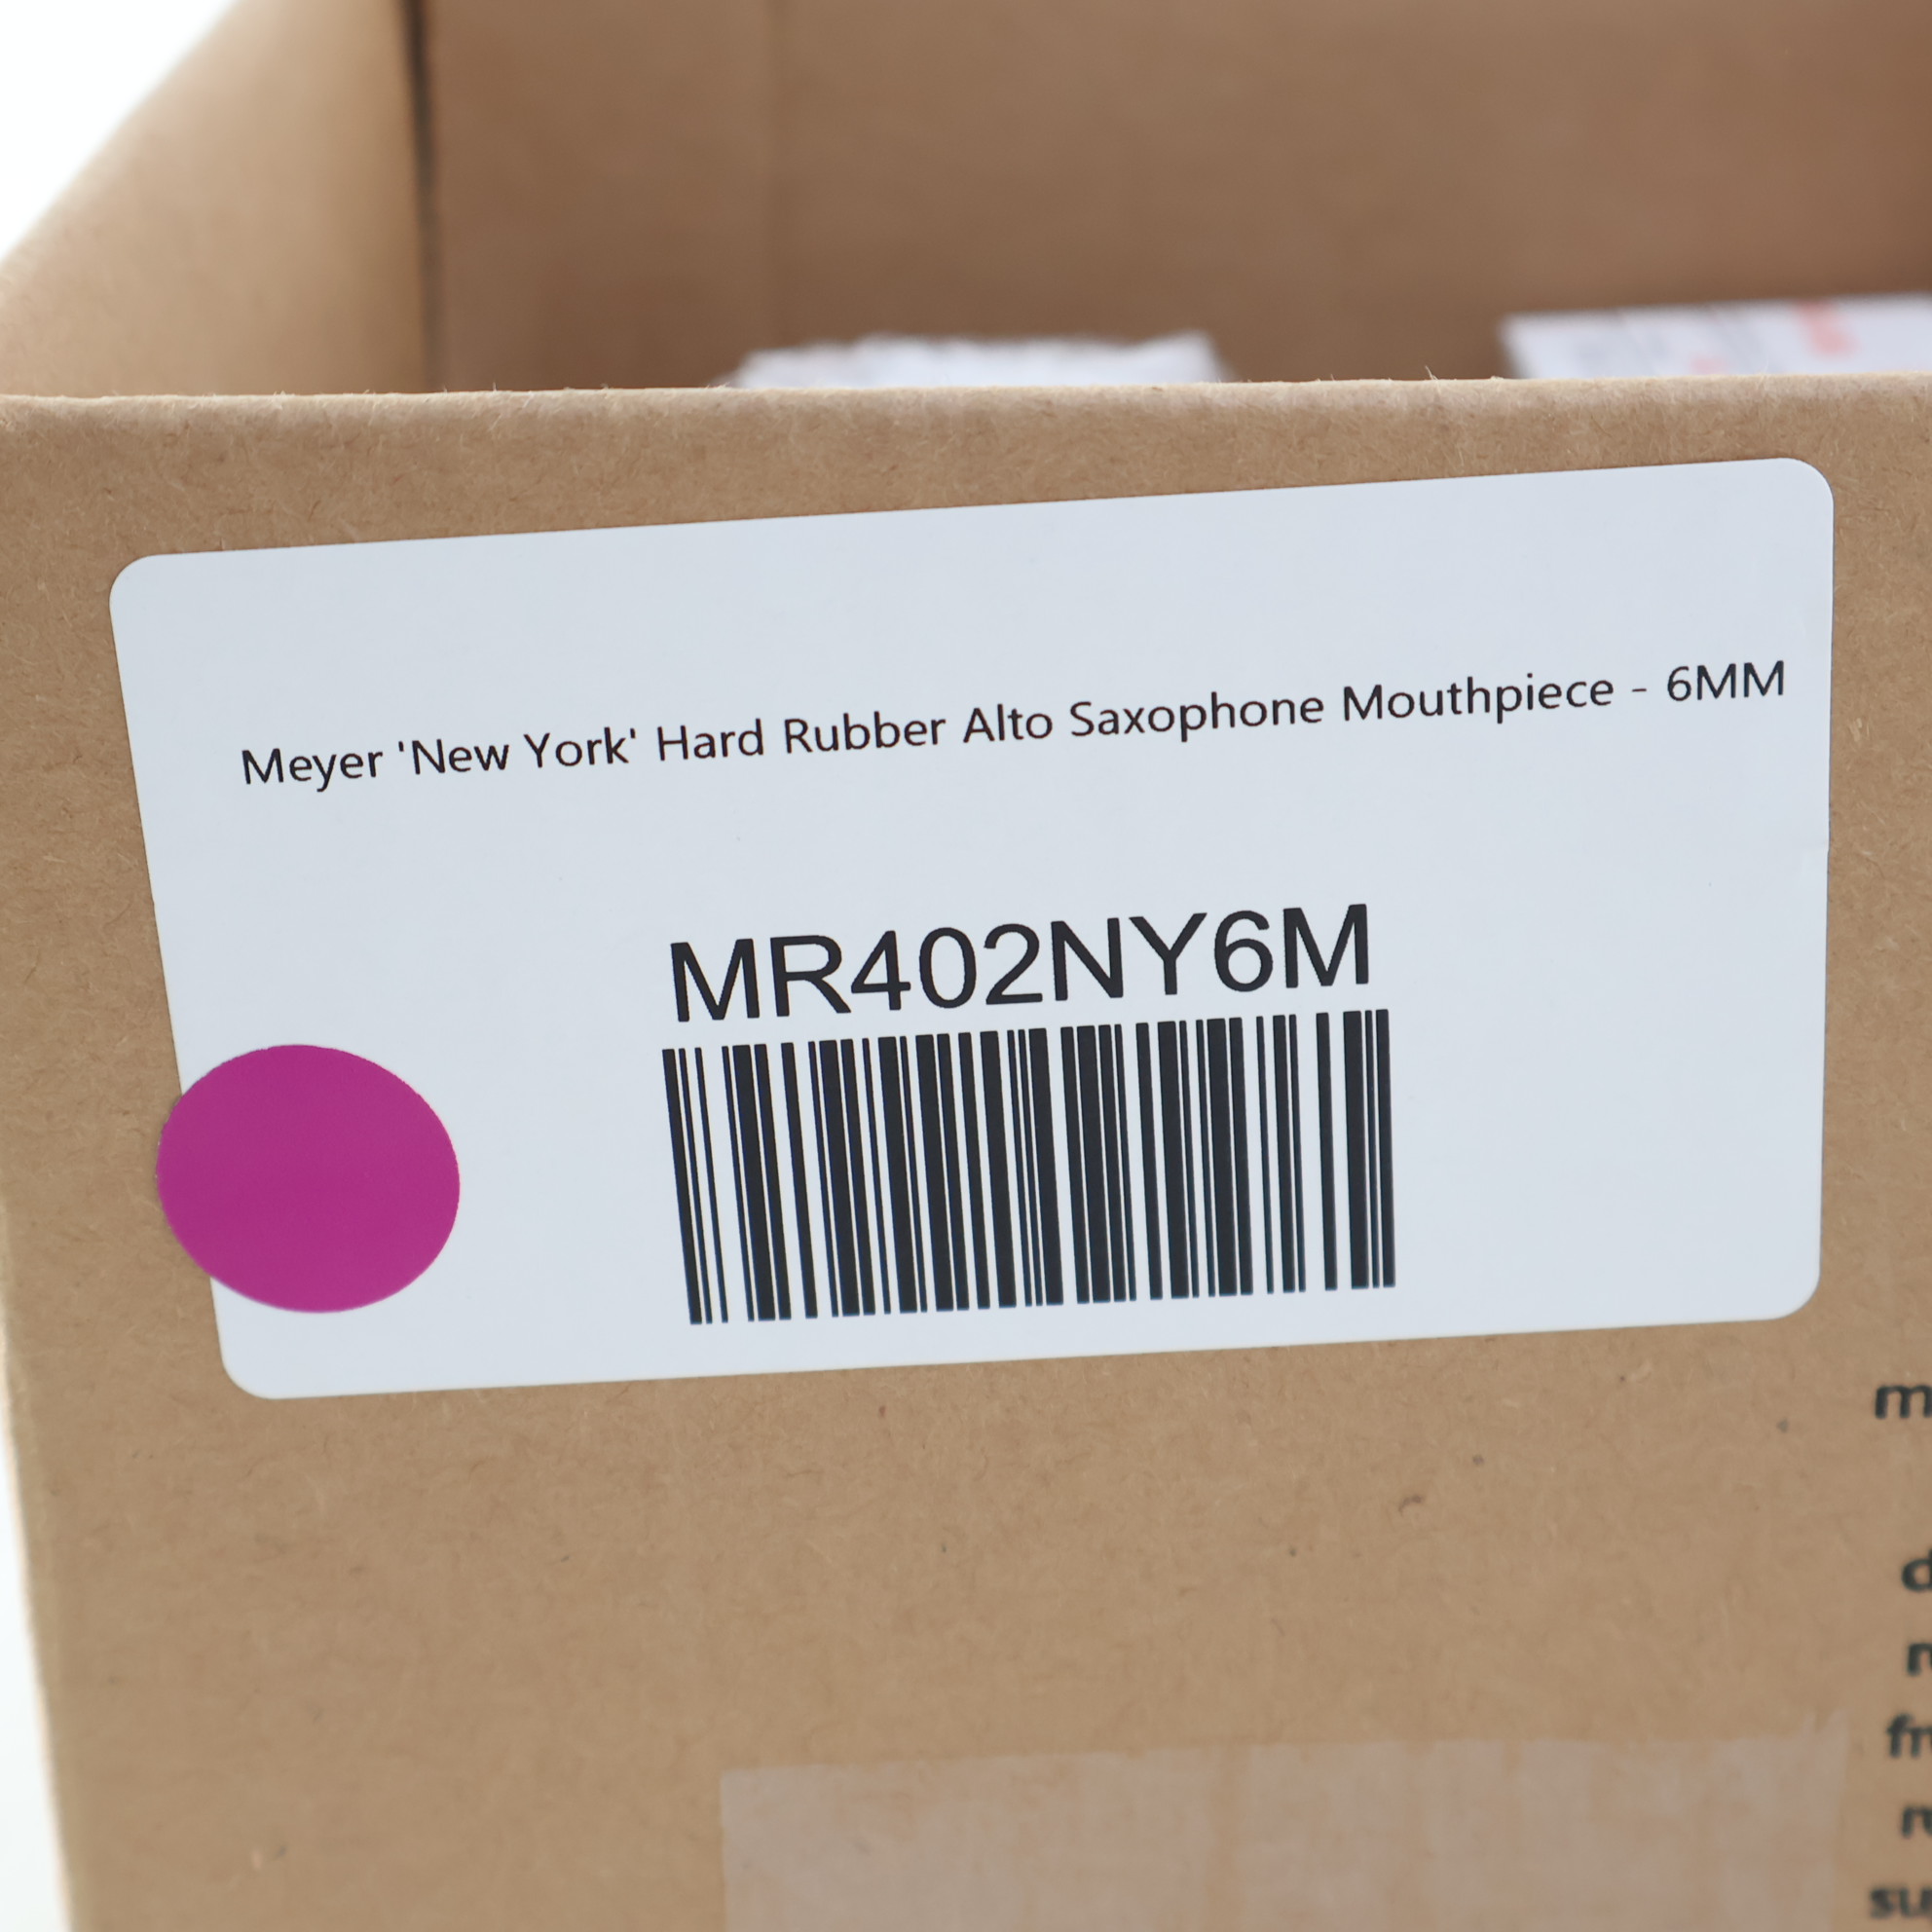 Meyer 'New York' Hard Rubber Alto Saxophone Mouthpiece - 6MM
MR402NY6M